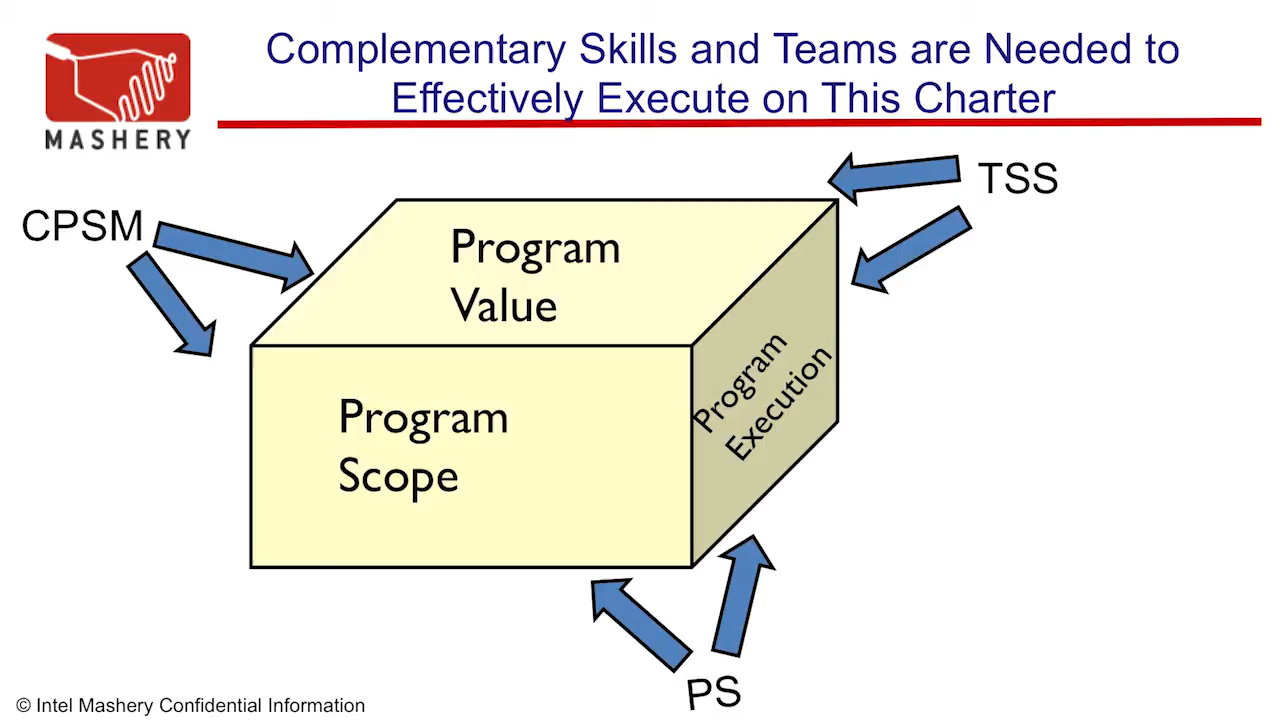 Complementary Skills and Teams are Needed to
Effectively Execute on This Charter
MASHERY
TSS
CPSM
Program
Value
Program
Scope
Program
Execution
PS
© Intel Mashery Confidential Information